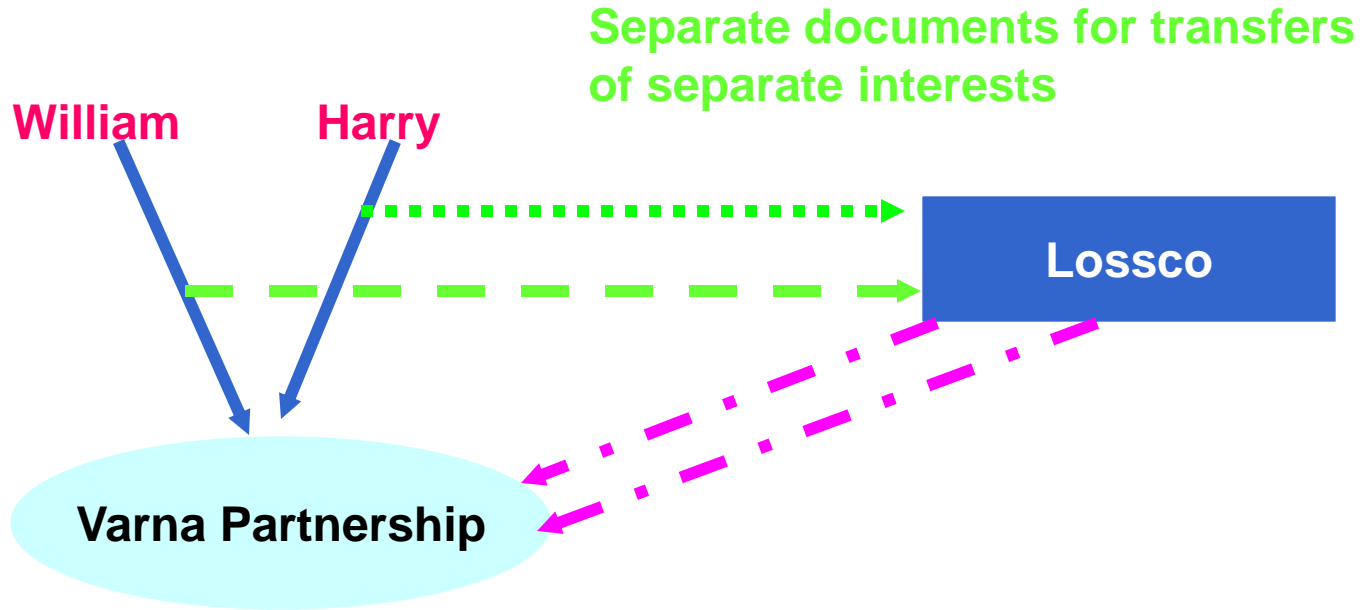 Separate documents for transfers
of separate interests
William
Harry
Lossco
Varna Partnership